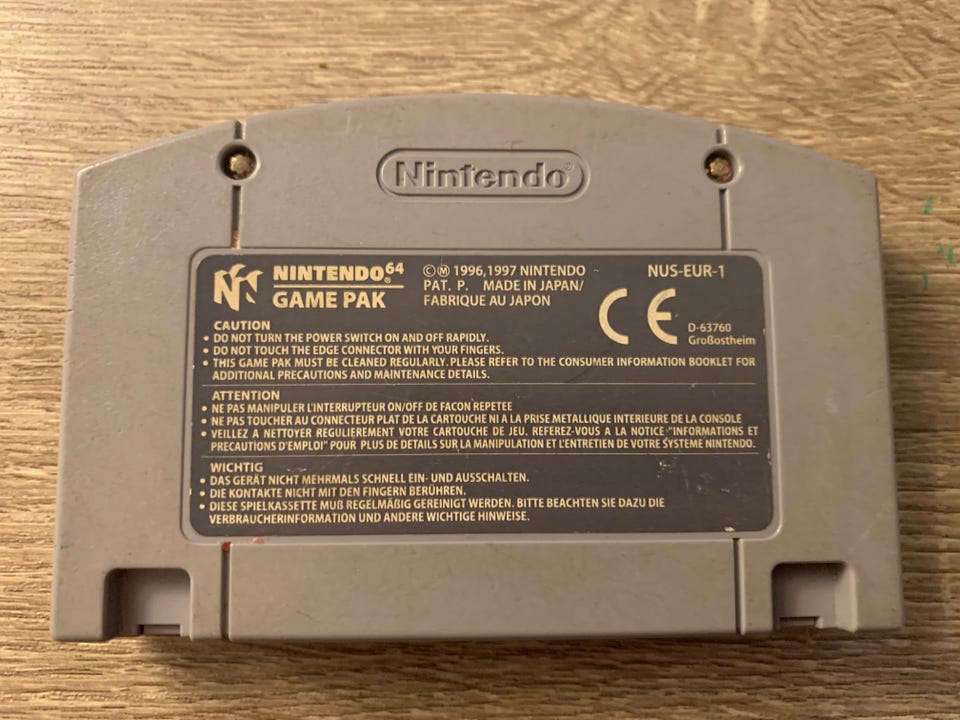 Nintendo®
NINTENDO®64
GAME PAK
©Ⓜ 1996,1997 NINTENDO
PAT. P. MADE IN JAPAN/
FABRIQUE AU JAPON
NUS-EUR-1
CE
D-63760
Großostheim
CAUTION
• DO NOT TURN THE POWER SWITCH ON AND OFF RAPIDLY.
• DO NOT TOUCH THE EDGE CONNECTOR WITH YOUR FINGERS.
• THIS GAME PAK MUST BE CLEANED REGULARLY. PLEASE REFER TO THE CONSUMER INFORMATION BOOKLET FOR
ADDITIONAL PRECAUTIONS AND MAINTENANCE DETAILS.
ATTENTION
• NE PAS MANIPULER L'INTERRUPTEUR ON/OFF DE FACON REPETEE
• NE PAS TOUCHER AU CONNECTEUR PLAT DE LA CARTOUCHE NI À LA PRISE METALLIQUE INTERIEURE DE LA CONSOLE
• VEILLEZ A NETTOYER REGULIEREMENT VOTRE CARTOUCHE DE JEU. REFEREZ-VOUS A LA NOTICE "INFORMATIONS ET
PRECAUTIONS D'EMPLOI" POUR PLUS DE DETAILS SUR LA MANIPULATION ET L'ENTRETIEN DE VOTRE SYSTEME NINTENDO.
WICHTIG
• DAS GERÄT NICHT MEHRMALS SCHNELL EIN- UND AUSSCHALTEN.
• DIE KONTAKTE NICHT MIT DEN FINGERN BERÜHREN.
• DIESE SPIELKASSETTE MUß REGELMÄßIG GEREINIGT WERDEN. BITTE BEACHTEN SIE DAZU DIE
VERBRAUCHERINFORMATION UND ANDERE WICHTIGE HINWEISE.